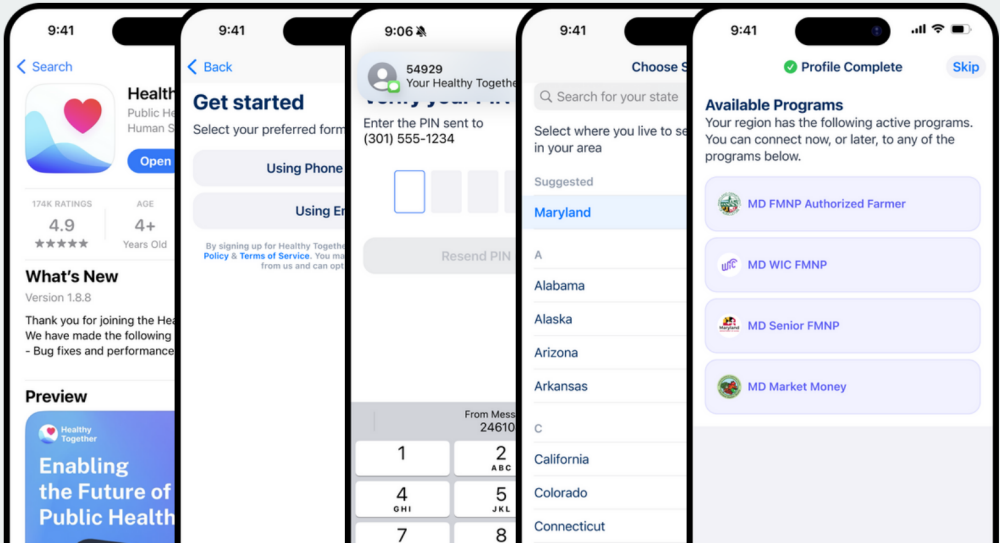 9:41
Search
Health
Public He
Human S
Open
174K RATINGS
4.9
★★★★★
AGE
4+
Years Old
What's New
Version 1.8.8
Thank you for joining the Hea
We have made the following
- Bug fixes and performance
Preview
Healthy
Together
Enabling
the Future of
Public Health
9:41
Back
Get started
Select your preferred form
Using Phone
Using Em
By signing up for Healthy Togethe
Policy & Terms of Service. You ma
from us and can opt
9:06
54929
Your Healthy Togethe
Verify your PIN
Enter the PIN sent to
(301) 555-1234
Resend PIN
From Mess
24610
1
2
ABC
4
GHI
5
JKL
7
8
9:41
Choose S
Search for your state
Select where you live to se
in your area
Suggested
Maryland
A
Alabama
Alaska
Arizona
Arkansas
C
California
Colorado
Connecticut
9:41
Profile Complete
Skip
Available Programs
Your region has the following active programs.
You can connect now, or later, to any of the
programs below.
MD FMNP Authorized Farmer
WIC
MD WIC FMNP
Maryland
MD Senior FMNP
MD Market Money